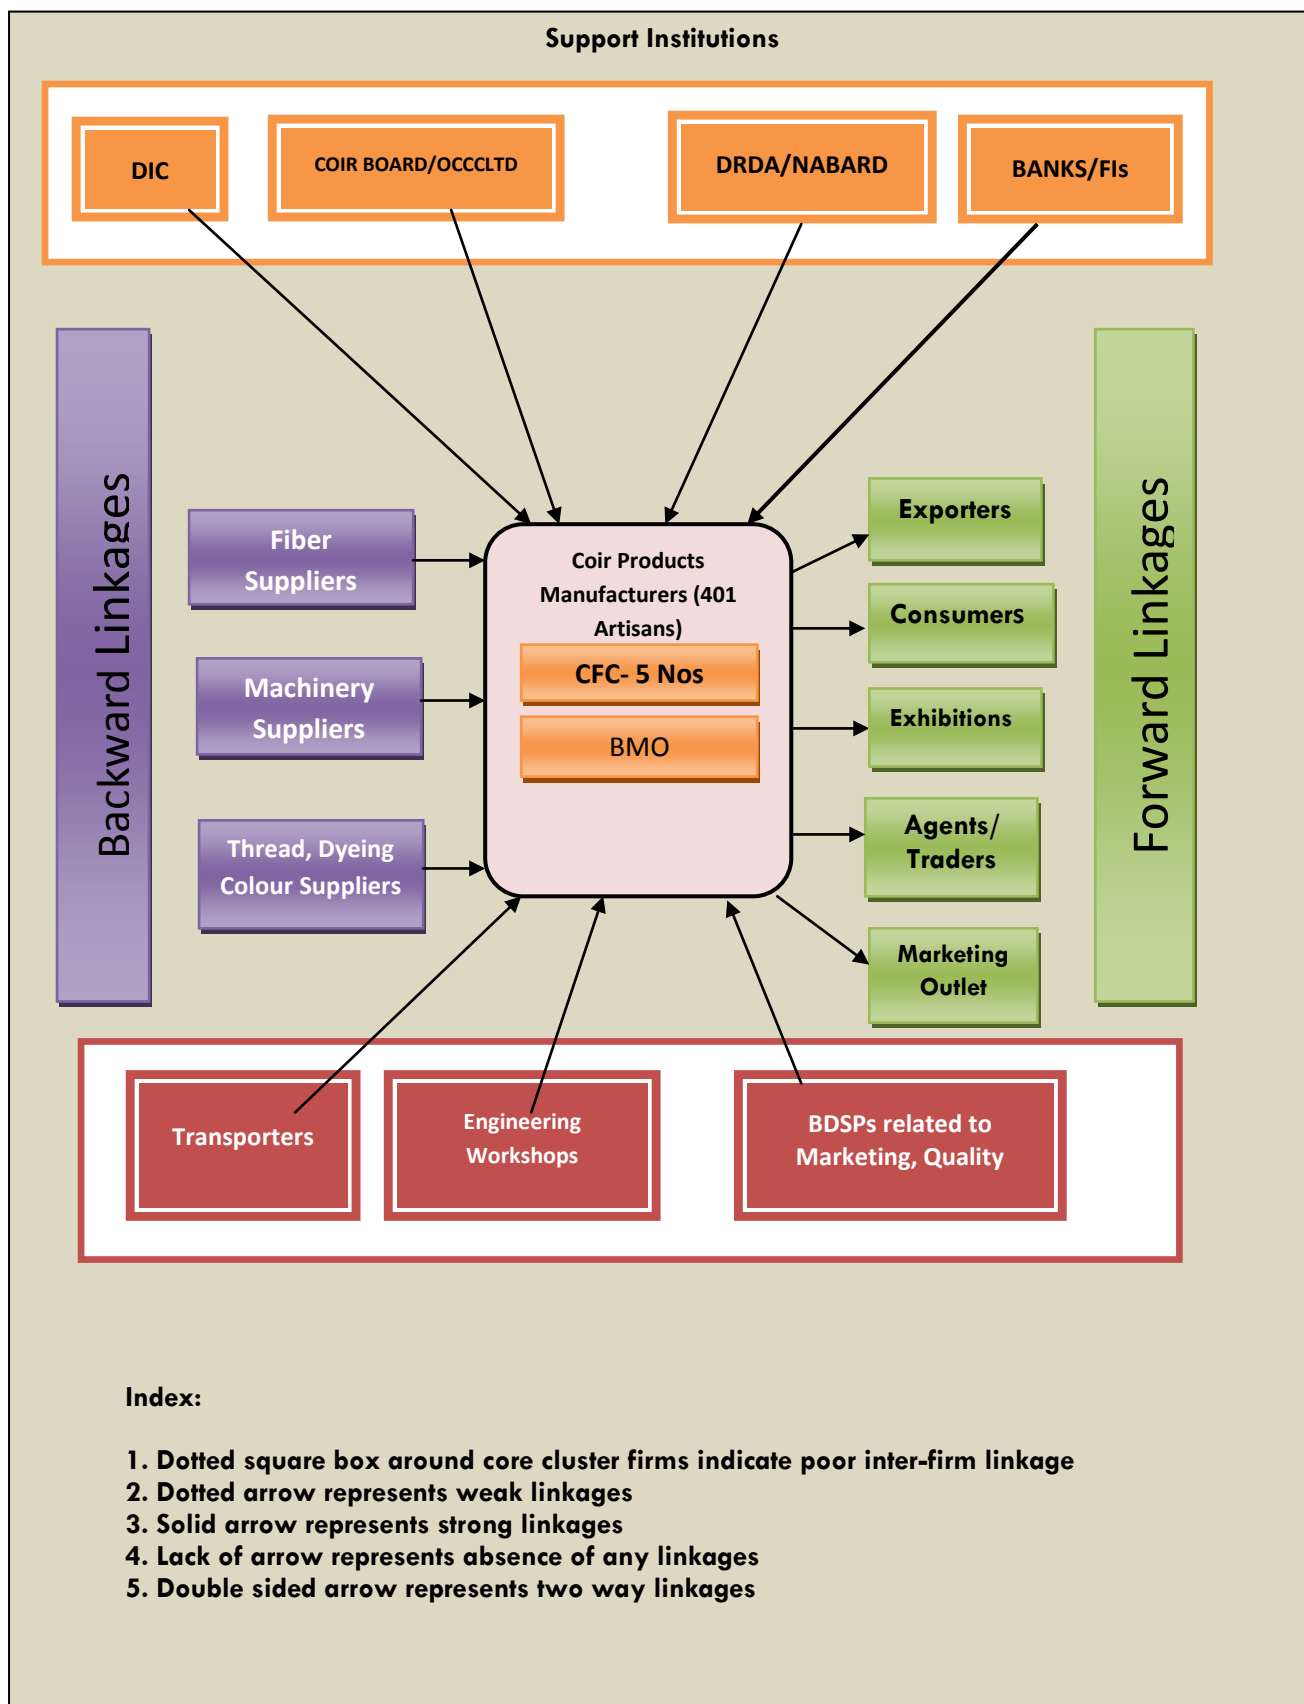 Support Institutions
DIC
COIR BOARD/OCCCLTD
DRDA/NABARD
BANKS/FIs
Backward Linkages
Fiber
Suppliers
Machinery
Suppliers
Thread, Dyeing
Colour Suppliers
Coir Products
Manufacturers (401
Artisans)
CFC- 5 Nos
BMO
Exporters
Consumers
Exhibitions
Agents/
Traders
Marketing
Outlet
Forward Linkages
Transporters
Engineering
Workshops
BDSPs related to
Marketing, Quality
Index:
1. Dotted square box around core cluster firms indicate poor inter-firm linkage
2. Dotted arrow represents weak linkages
3. Solid arrow represents strong linkages
4. Lack of arrow represents absence of any linkages
5. Double sided arrow represents two way linkages